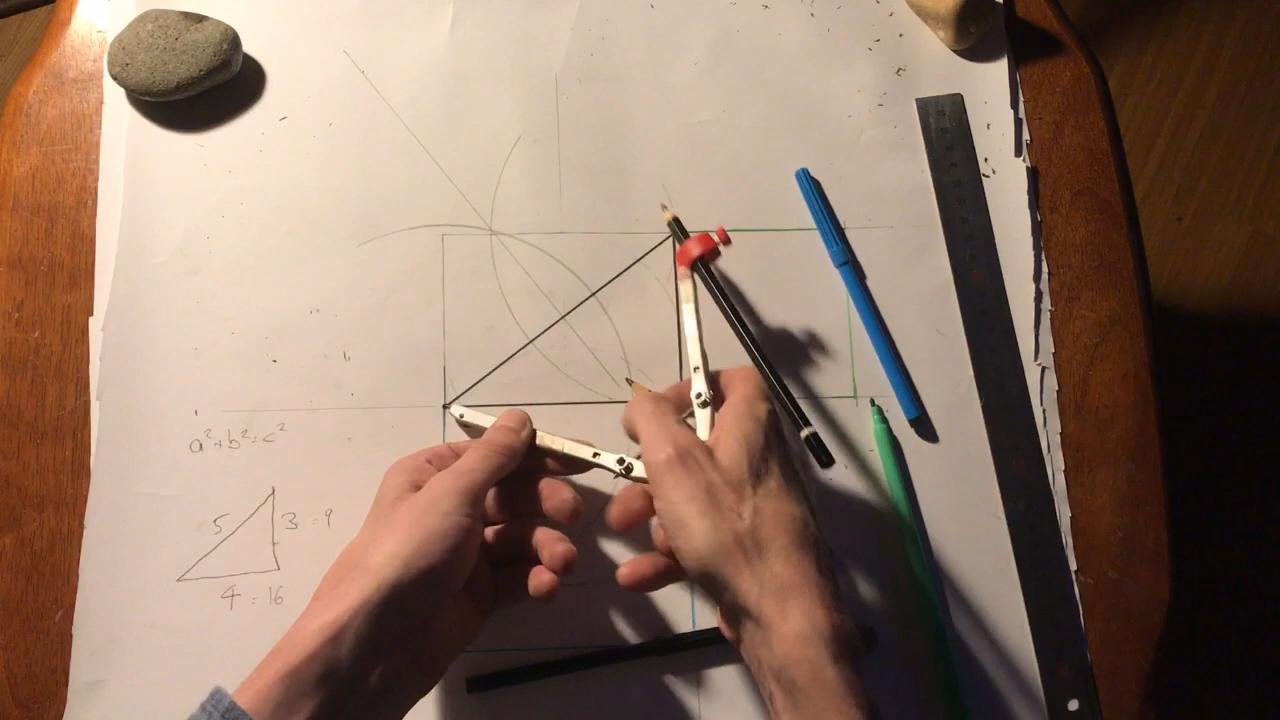 a²+b²=c²
5
3 = 9
4 = 16